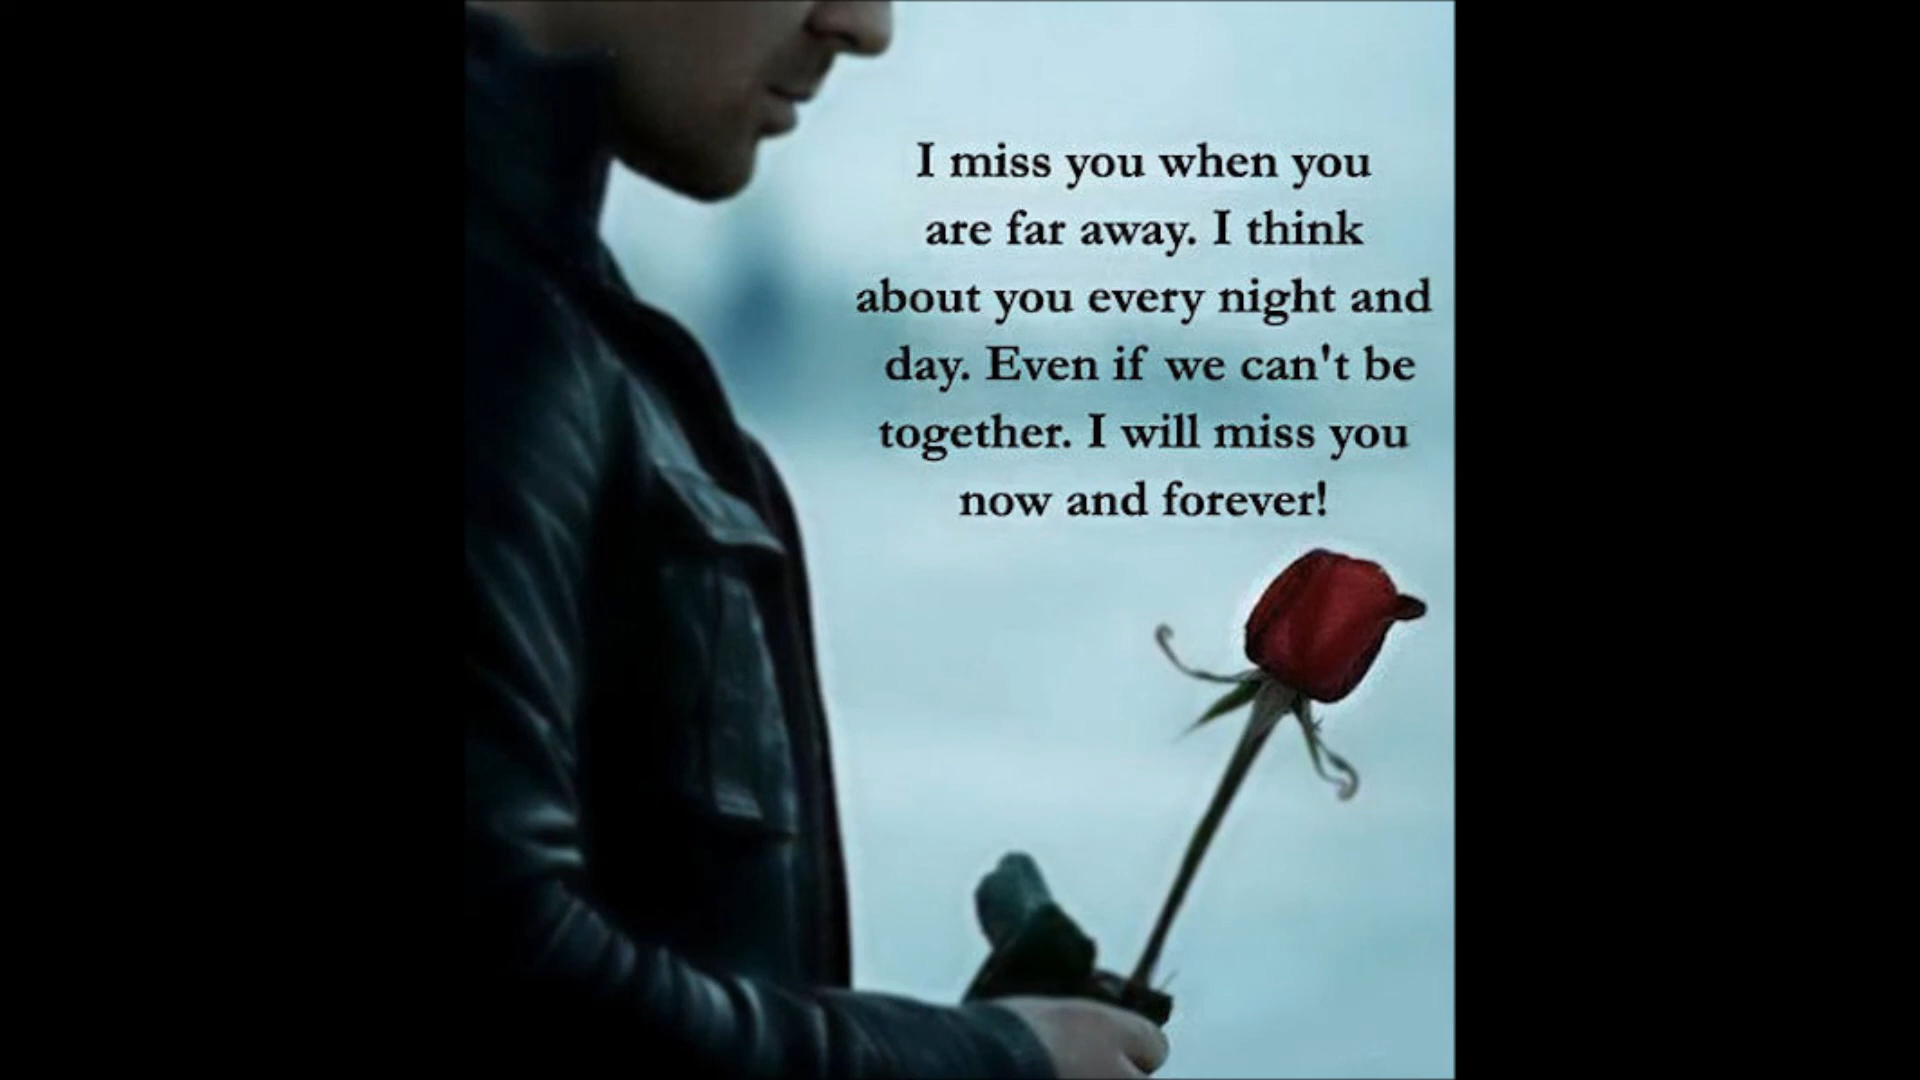 I miss you when you
are far away. I think
about you every night and
day. Even if we can't be
together. I will miss you
now and forever!